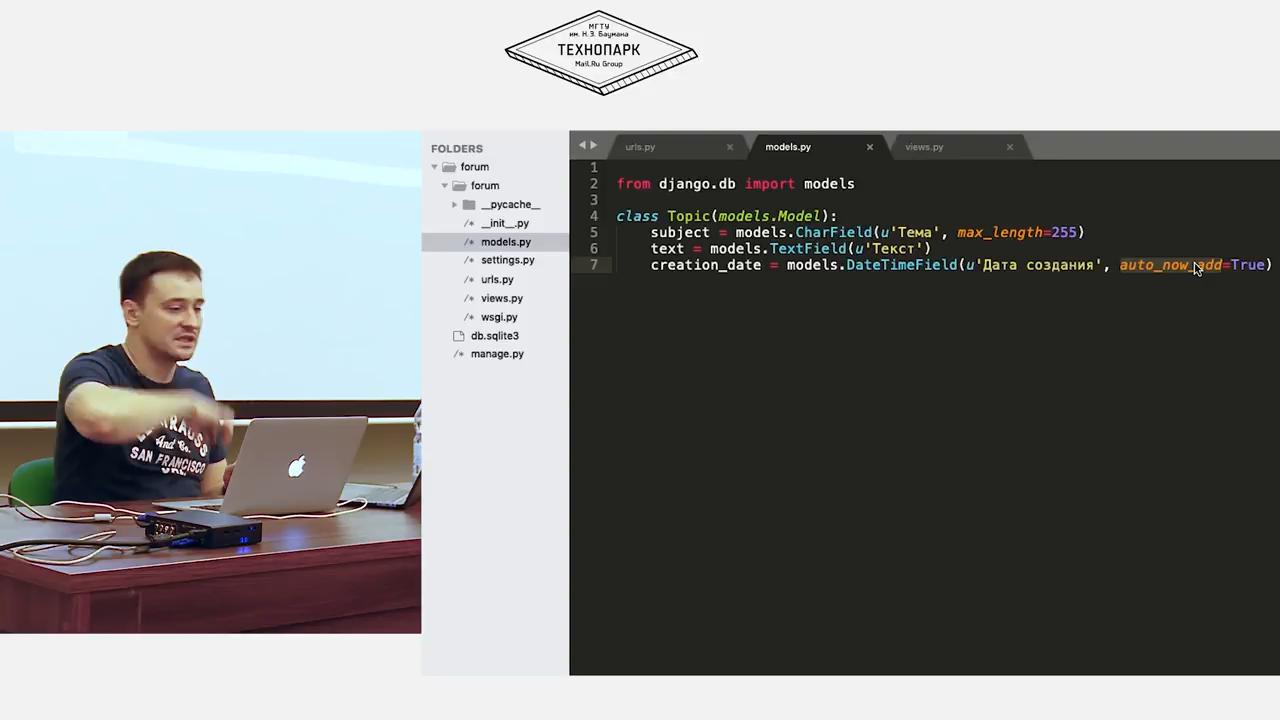 МГТУ
им. Н.Э. Баумана
ТЕХНОПАРК
Mail.Ru Group
FOLDERS
forum
forum
__pycache__
/* __init__.py
/* models.py
/* settings.py
/* urls.py
/* views.py
/* wsgi.py
db.sqlite3
/* manage.py
urls.py × models.py × views.py ×
1
2 from django.db import models
3
4 class Topic(models.Model):
5 subject = models.CharField(u'Тема', max_length=255)
6 text = models.TextField(u'Текст')
7 creation_date = models.DateTimeField(u'Дата создания', auto_now_add=True)
And Co.
SAN FRANCISCO